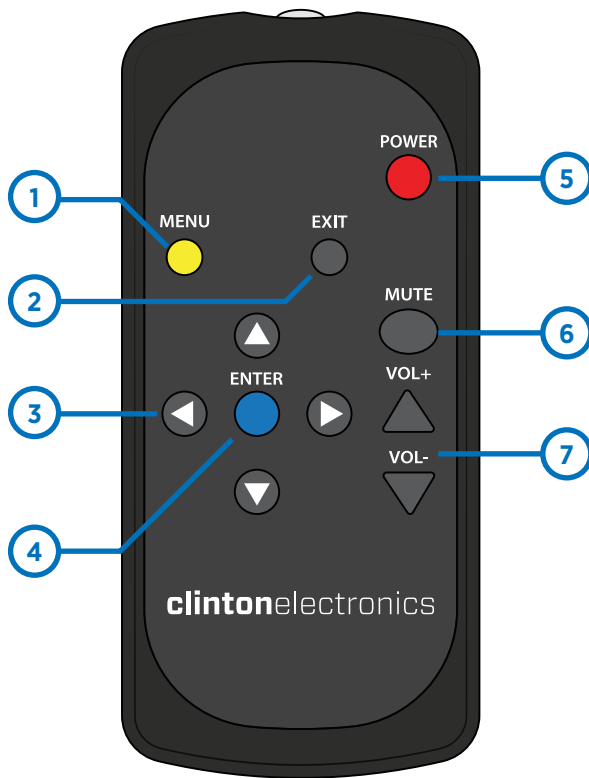 POWER
5
1
MENU
EXIT
2
MUTE
6
ENTER
VOL+
3
VOL-
7
4
clintonelectronics